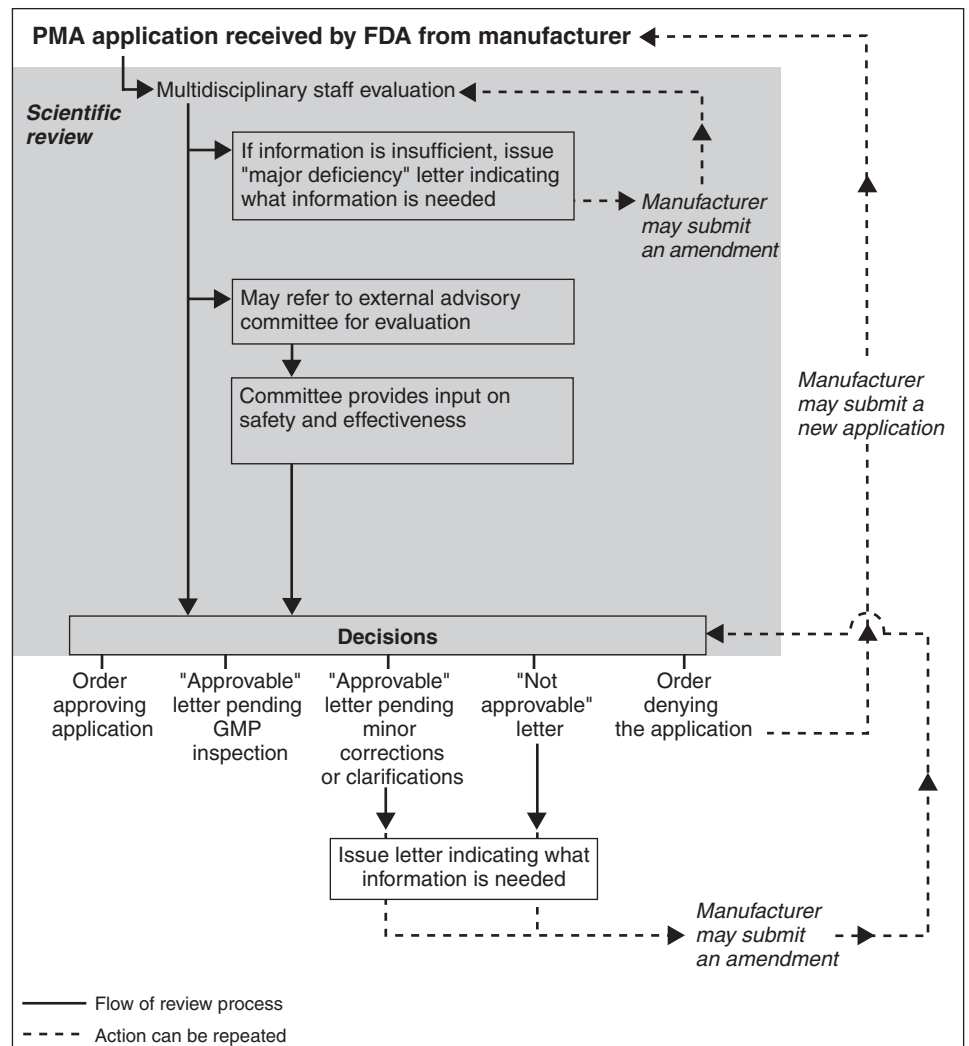 PMA application received by FDA from manufacturer
Multidisciplinary staff evaluation
Scientific
review
If information is insufficient, issue
"major deficiency" letter indicating
what information is needed
Manufacturer
may submit
an amendment
May refer to external advisory
committee for evaluation
Committee provides input on
safety and effectiveness
Manufacturer
may submit a
new application
Decisions
Order
approving
application
"Approvable"
letter pending
GMP
inspection
"Approvable"
letter pending
minor
corrections
or clarifications
"Not
approvable"
letter
Order
denying
the application
Issue letter indicating what
information is needed
Manufacturer
may submit
an amendment
Flow of review process
Action can be repeated